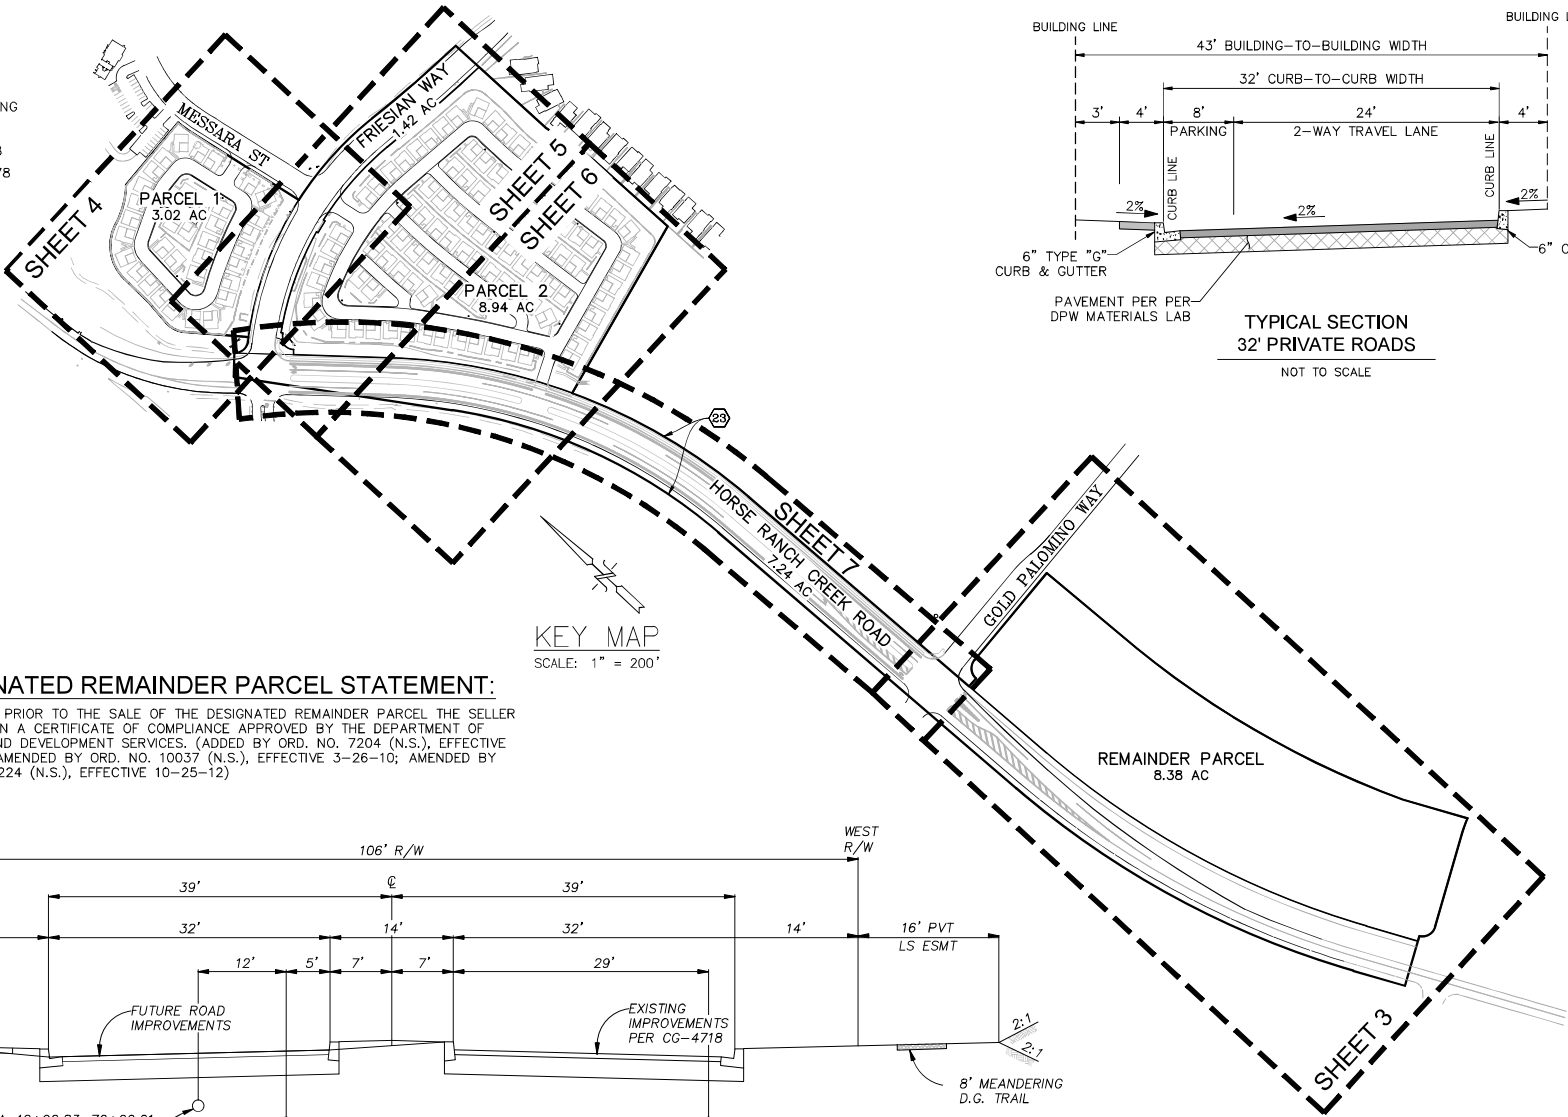 NG
3
78
MESSARA ST
FRIESIAN WAY
1.42 AC
PARCEL 1
3.02 AC
SHEET 4
SHEET 5
SHEET 6
PARCEL 2
8.94 AC
23
HORSE RANCH CREEK ROAD
7.24 AC
SHEET 7
GOLD PALOMINO WAY
REMAINDER PARCEL
8.38 AC
SHEET 3
KEY MAP
SCALE: 1" = 200'
BUILDING LINE
BUILDING L
43' BUILDING-TO-BUILDING WIDTH
32' CURB-TO-CURB WIDTH
3'
4'
8'
24'
4'
PARKING
2-WAY TRAVEL LANE
CURB LINE
CURB LINE
2%
2%
2%
6" TYPE "G"
CURB & GUTTER
6" C
PAVEMENT PER PER
DPW MATERIALS LAB
TYPICAL SECTION
32' PRIVATE ROADS
NOT TO SCALE
NATED REMAINDER PARCEL STATEMENT:
PRIOR TO THE SALE OF THE DESIGNATED REMAINDER PARCEL THE SELLER
N A CERTIFICATE OF COMPLIANCE APPROVED BY THE DEPARTMENT OF
ND DEVELOPMENT SERVICES. (ADDED BY ORD. NO. 7204 (N.S.), EFFECTIVE
AMENDED BY ORD. NO. 10037 (N.S.), EFFECTIVE 3-26-10; AMENDED BY
224 (N.S.), EFFECTIVE 10-25-12)
WEST
R/W
106' R/W
39'
39'
32'
14'
32'
14'
16' PVT
LS ESMT
12'
5'
7'
7'
29'
FUTURE ROAD
IMPROVEMENTS
EXISTING
IMPROVEMENTS
PER CG-4718
2:1
2:1
8' MEANDERING
D.G. TRAIL